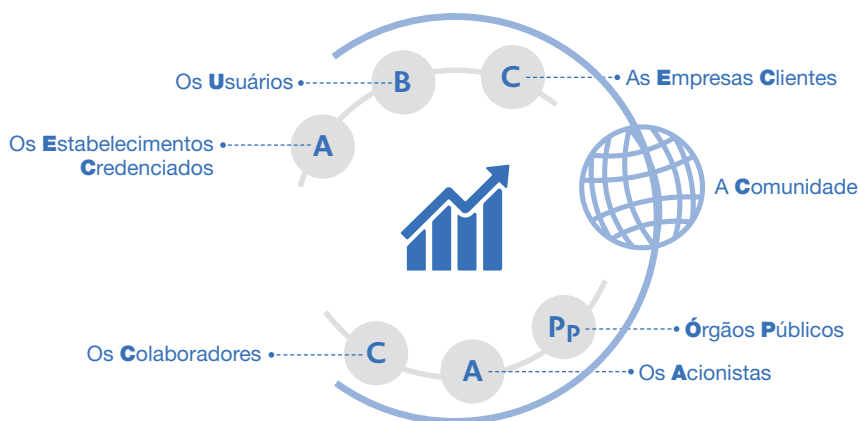 Os Usuários
B
C
As Empresas Clientes
Os Estabelecimentos
Credenciados
A
A Comunidade
PP
Órgãos Públicos
Os Colaboradores
C
A
Os Acionistas